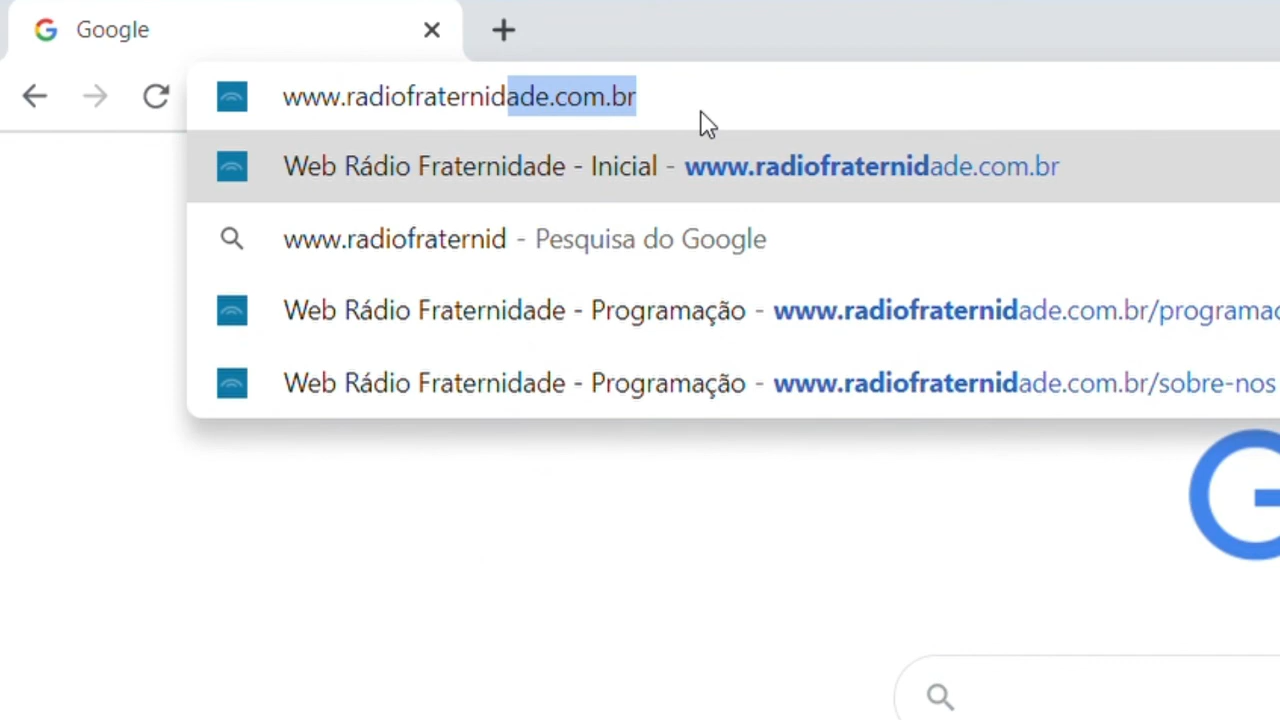 Google
www.radiofraternidade.com.br
Web Rádio Fraternidade - Inicial - www.radiofraternidade.com.br
www.radiofraternid - Pesquisa do Google
Web Rádio Fraternidade - Programação - www.radiofraternidade.com.br/programac
Web Rádio Fraternidade - Programação - www.radiofraternidade.com.br/sobre-nos
G